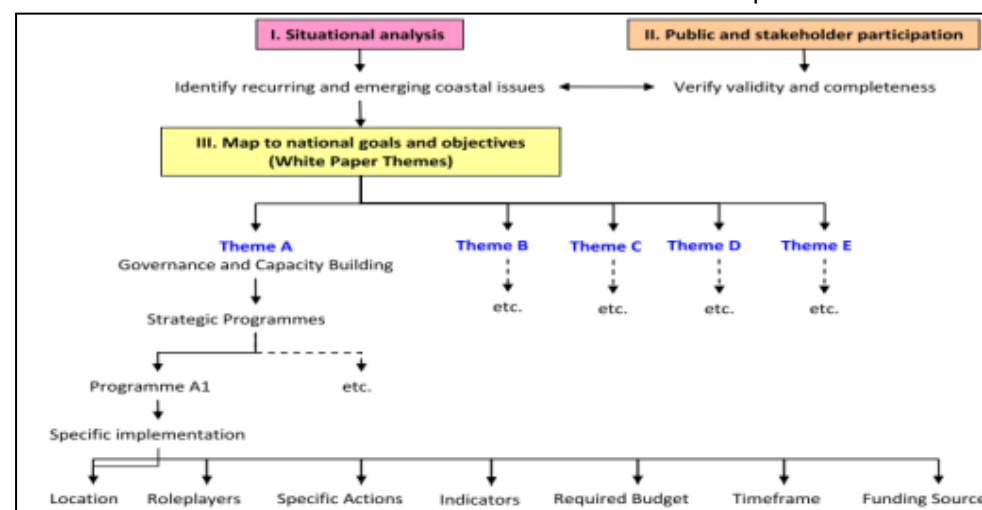 I. Situational analysis
II. Public and stakeholder participation
Identify recurring and emerging coastal issues
Verify validity and completeness
III. Map to national goals and objectives
(White Paper Themes)
Theme A
Theme B
Theme C
Theme D
Theme E
Governance and Capacity Building
etc.
etc.
etc.
etc.
Strategic Programmes
Programme A1
etc.
Specific implementation
Location
Roleplayers
Specific Actions
Indicators
Required Budget
Timeframe
Funding Source